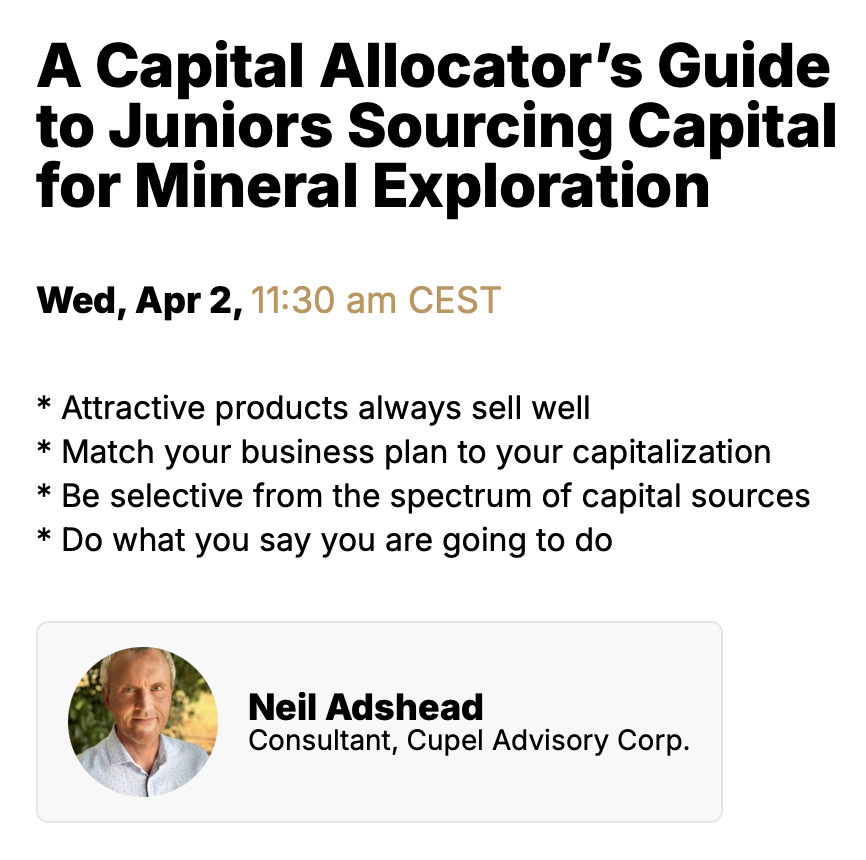 A Capital Allocator’s Guide
to Juniors Sourcing Capital
for Mineral Exploration
Wed, Apr 2, 11:30 am CEST
* Attractive products always sell well
* Match your business plan to your capitalization
* Be selective from the spectrum of capital sources
* Do what you say you are going to do
Neil Adshead
Consultant, Cupel Advisory Corp.